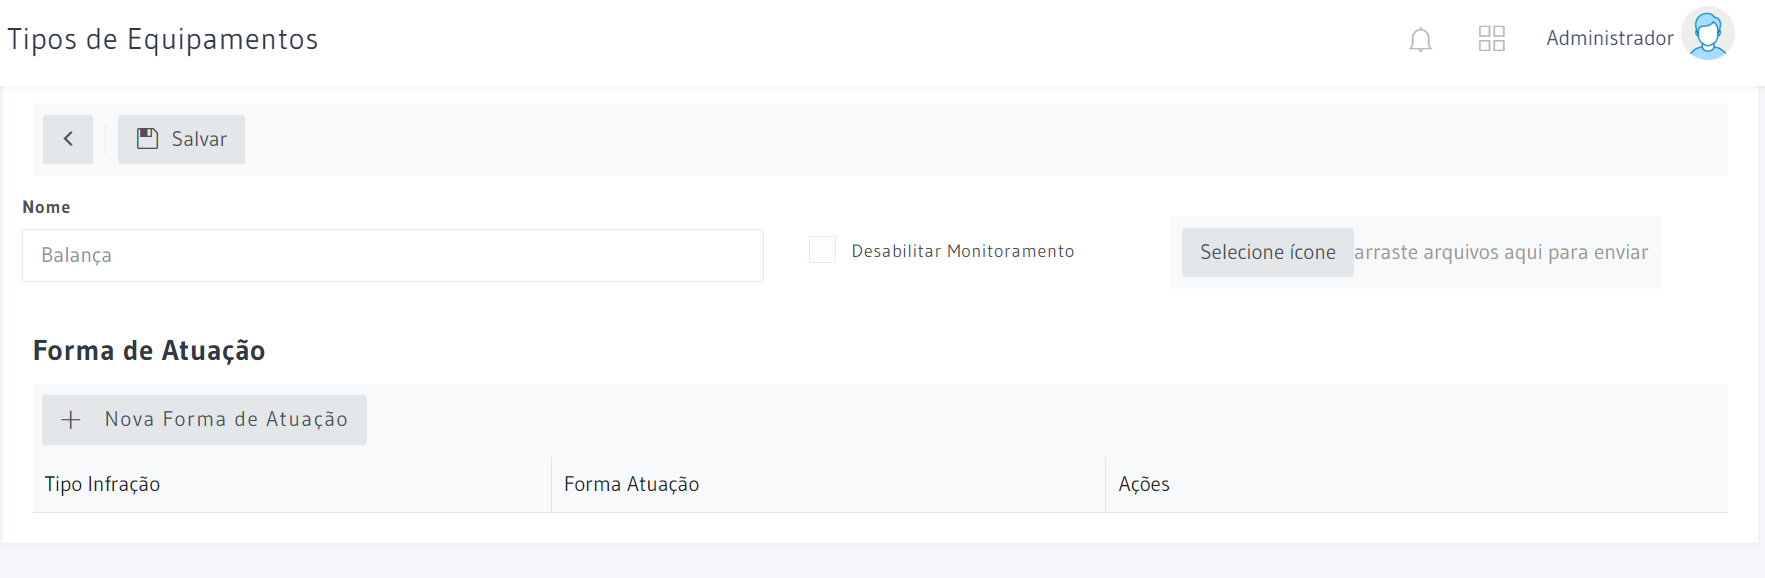 Tipos de Equipamentos
Administrador
Salvar
Nome
Balança
Desabilitar Monitoramento
Selecione ícone arraste arquivos aqui para enviar
Forma de Atuação
Nova Forma de Atuação
Tipo Infração Forma Atuação Ações